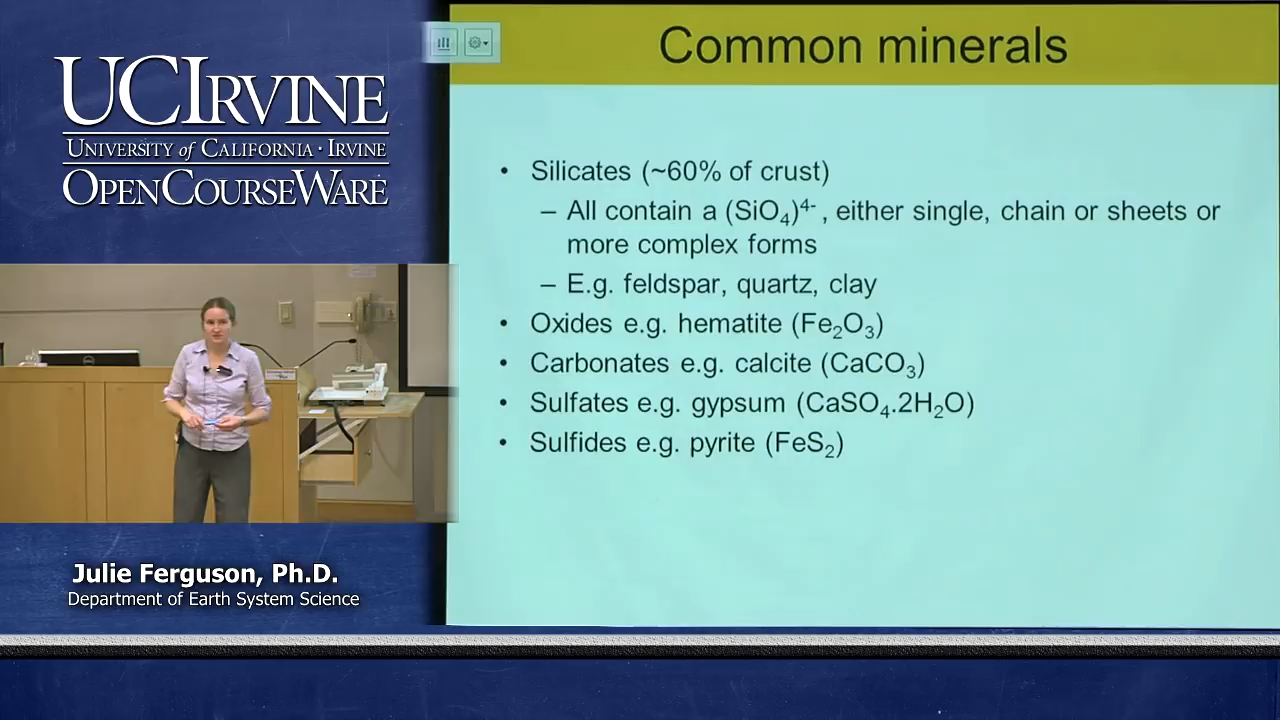 UCIRVINE
UNIVERSITY of CALIFORNIA · IRVINE
OPENCOURSEWARE
Common minerals
• Silicates (~60% of crust)
– All contain a (SiO₄)⁴⁻ , either single, chain or sheets or
more complex forms
– E.g. feldspar, quartz, clay
• Oxides e.g. hematite (Fe₂O₃)
• Carbonates e.g. calcite (CaCO₃)
• Sulfates e.g. gypsum (CaSO₄.2H₂O)
• Sulfides e.g. pyrite (FeS₂)
Julie Ferguson, Ph.D.
Department of Earth System Science